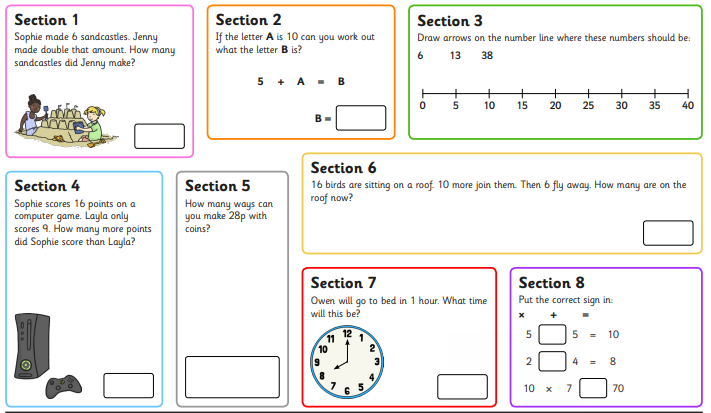 Section 1
Sophie made 6 sandcastles. Jenny
made double that amount. How many
sandcastles did Jenny make?
Section 2
If the letter A is 10 can you work out
what the letter B is?
5 + A = B
B =
Section 3
Draw arrows on the number line where these numbers should be:
6 13 38
0 5 10 15 20 25 30 35 40
Section 4
Sophie scores 16 points on a
computer game. Layla only
scores 9. How many more points
did Sophie score than Layla?
Section 5
How many ways can
you make 28p with
coins?
Section 6
16 birds are sitting on a roof. 10 more join them. Then 6 fly away. How many are on the
roof now?
Section 7
Owen will go to bed in 1 hour. What time
will this be?
12
11 1
10 2
9 3
8 4
7 5
6
Section 8
Put the correct sign in:
× + =
5 5 = 10
2 4 = 8
10 × 7 70